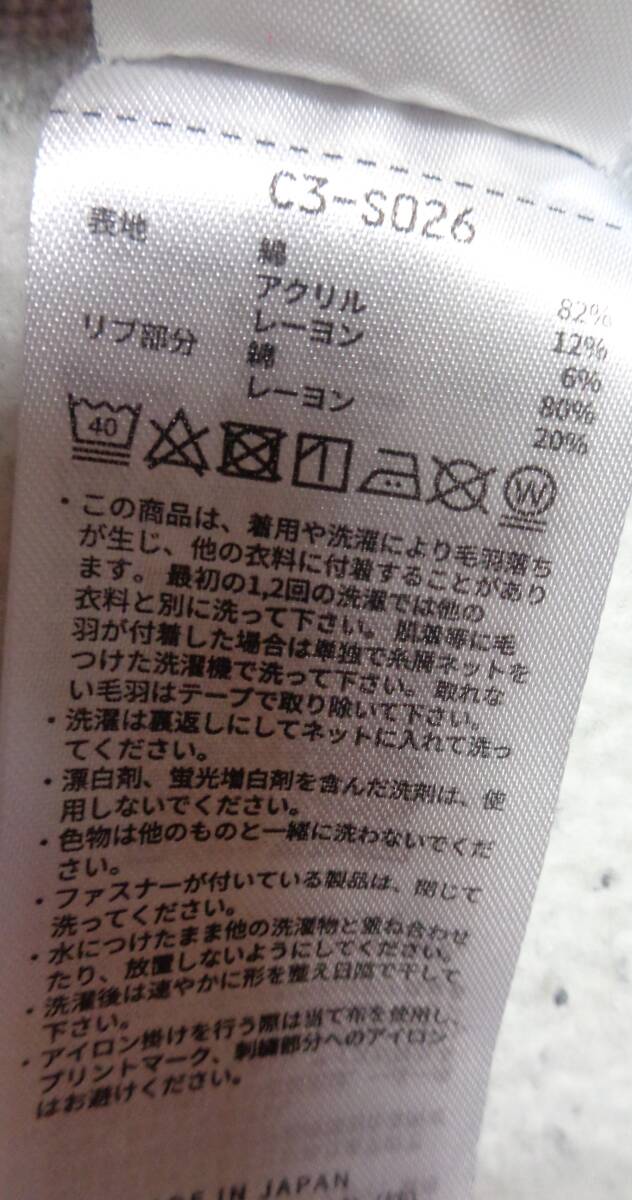 C3-S026
表地 綿 82%
アクリル 12%
レーヨン 6%
リブ部分 綿 80%
レーヨン 20%
40 W
・この商品は、着用や洗濯により毛羽落ち
が生じ、他の衣料に付着することがあり
ます。最初の1,2回の洗濯では他の
衣料と別に洗って下さい。肌着等に毛
羽が付着した場合は単独で糸屑ネットを
つけた洗濯機で洗って下さい。取れな
い毛羽はテープで取り除いて下さい。
・洗濯は裏返しにしてネットに入れて洗っ
てください。
・漂白剤、蛍光増白剤を含んだ洗剤は、使
用しないでください。
・色物は他のものと一緒に洗わないでくだ
さい。
・ファスナーが付いている製品は、閉じて
洗ってください。
・水につけたまま他の洗濯物と重ね合わせ
たり、放置しないようにしてください。
・洗濯後は速やかに形を整え日陰で干して
下さい。
・アイロン掛けを行う際は当て布を使用し、
プリントマーク、刺繍部分へのアイロン
はお避けください。
IN JAPAN